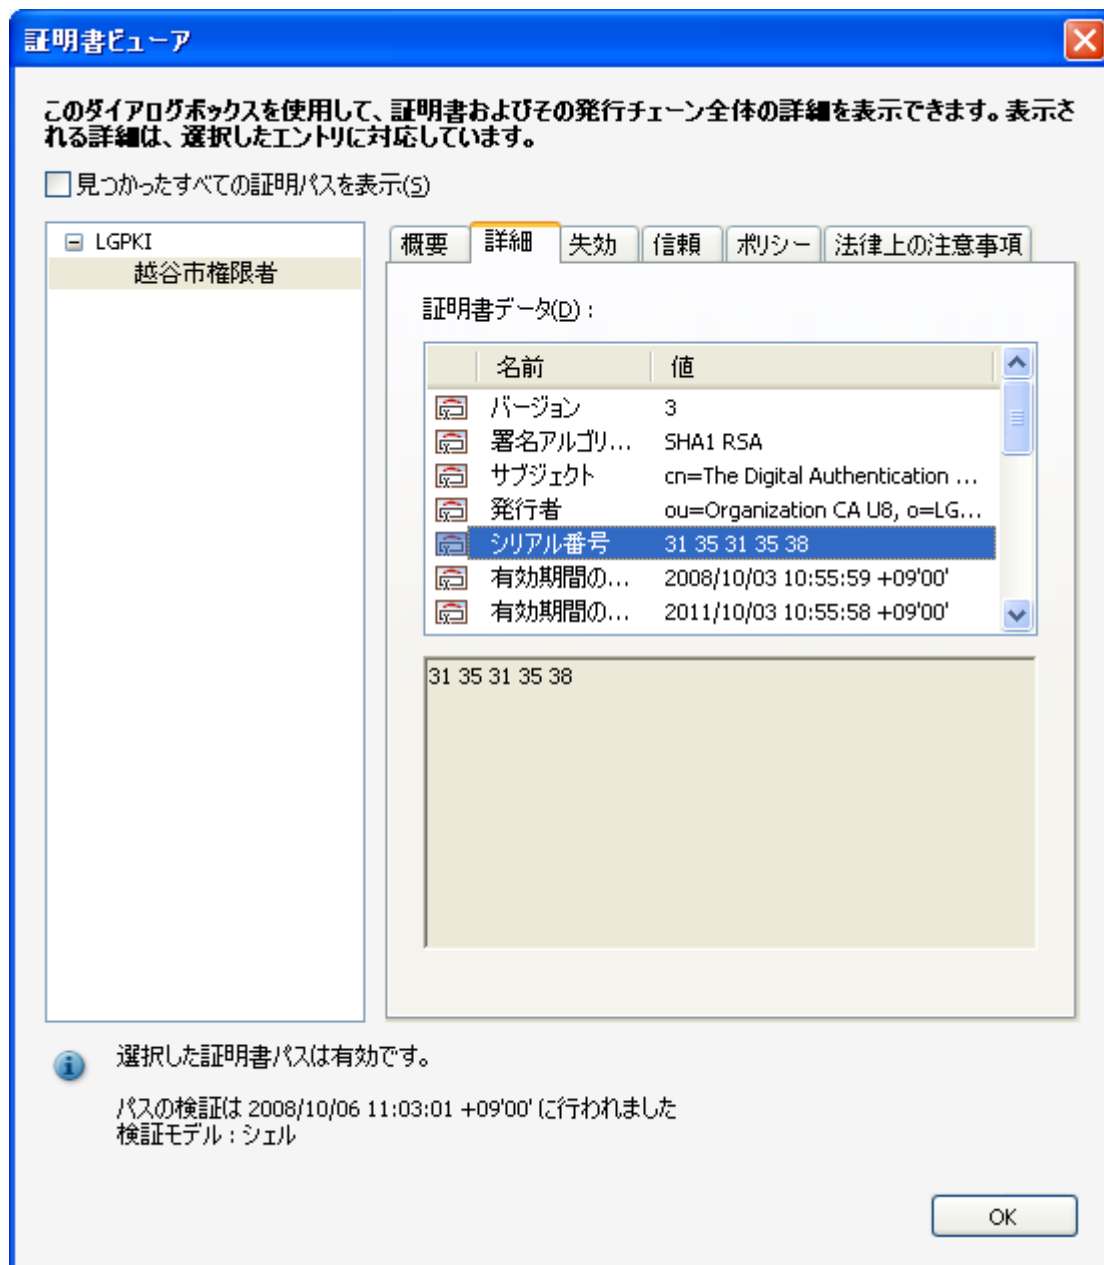 証明書ビューア
このダイアログボックスを使用して、証明書およびその発行チェーン全体の詳細を表示できます。表示さ
れる詳細は、選択したエントリに対応しています。
見つかったすべての証明パスを表示(S)
LGPKI
越谷市権限者
概要 詳細 失効 信頼 ポリシー 法律上の注意事項
証明書データ(D)：
名前 値
バージョン 3
署名アルゴリ... SHA1 RSA
サブジェクト cn=The Digital Authentication ...
発行者 ou=Organization CA U8, o=LG...
シリアル番号 31 35 31 35 38
有効期間の... 2008/10/03 10:55:59 +09'00'
有効期間の... 2011/10/03 10:55:58 +09'00'
31 35 31 35 38
選択した証明書パスは有効です。
パスの検証は 2008/10/06 11:03:01 +09'00' に行われました
検証モデル：シェル
OK